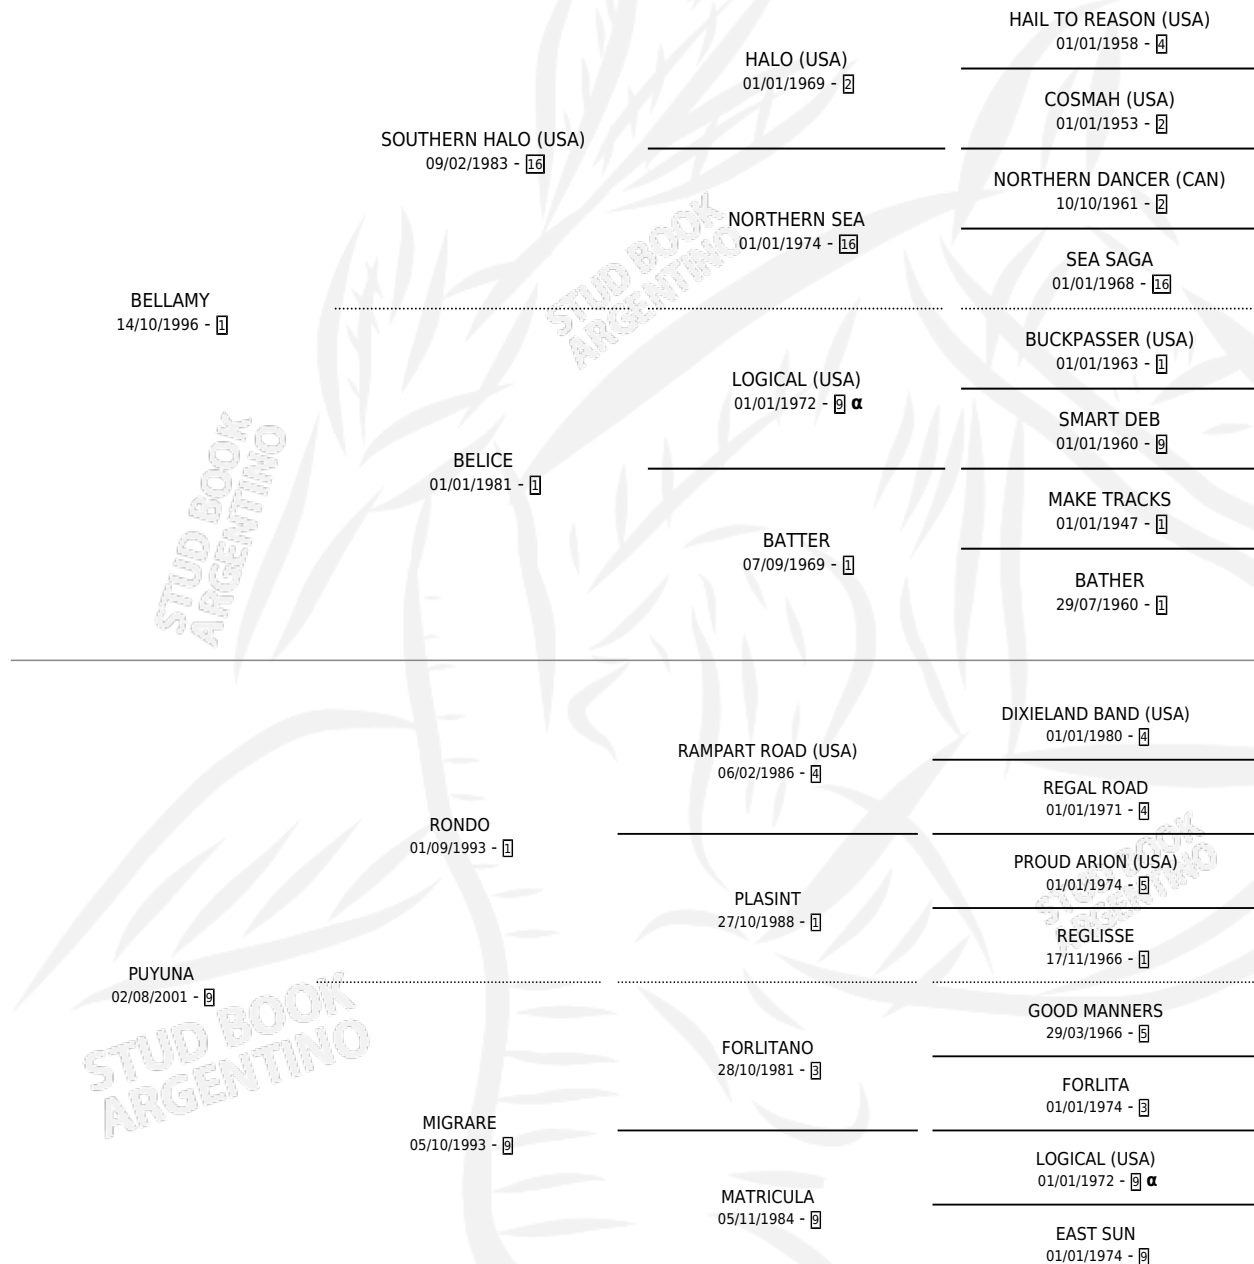 HAIL TO REASON (USA)
01/01/1958 - 4
HALO (USA)
01/01/1969 - 2
COSMAH (USA)
01/01/1953 - 2
SOUTHERN HALO (USA)
09/02/1983 - 16
NORTHERN DANCER (CAN)
10/10/1961 - 2
NORTHERN SEA
01/01/1974 - 16
SEA SAGA
01/01/1968 - 16
STUD BOOK
ARGENTINO
BELLAMY
14/10/1996 - 1
BUCKPASSER (USA)
01/01/1963 - 1
LOGICAL (USA)
01/01/1972 - 9 α
SMART DEB
01/01/1960 - 9
BELICE
01/01/1981 - 1
MAKE TRACKS
01/01/1947 - 1
BATTER
07/09/1969 - 1
BATHER
29/07/1960 - 1
STUD BOOK
ARGENTINO
DIXIELAND BAND (USA)
01/01/1980 - 4
RAMPART ROAD (USA)
06/02/1986 - 4
REGAL ROAD
01/01/1971 - 4
RONDO
01/09/1993 - 1
PROUD ARION (USA)
01/01/1974 - 5
PLASINT
27/10/1988 - 1
REGLISSE
17/11/1966 - 1
STUD BOOK
ARGENTINO
PUYUNA
02/08/2001 - 9
GOOD MANNERS
29/03/1966 - 5
FORLITANO
28/10/1981 - 3
FORLITA
01/01/1974 - 3
STUD BOOK
ARGENTINO
MIGRARE
05/10/1993 - 9
LOGICAL (USA)
01/01/1972 - 9 α
MATRICULA
05/11/1984 - 9
EAST SUN
01/01/1974 - 9